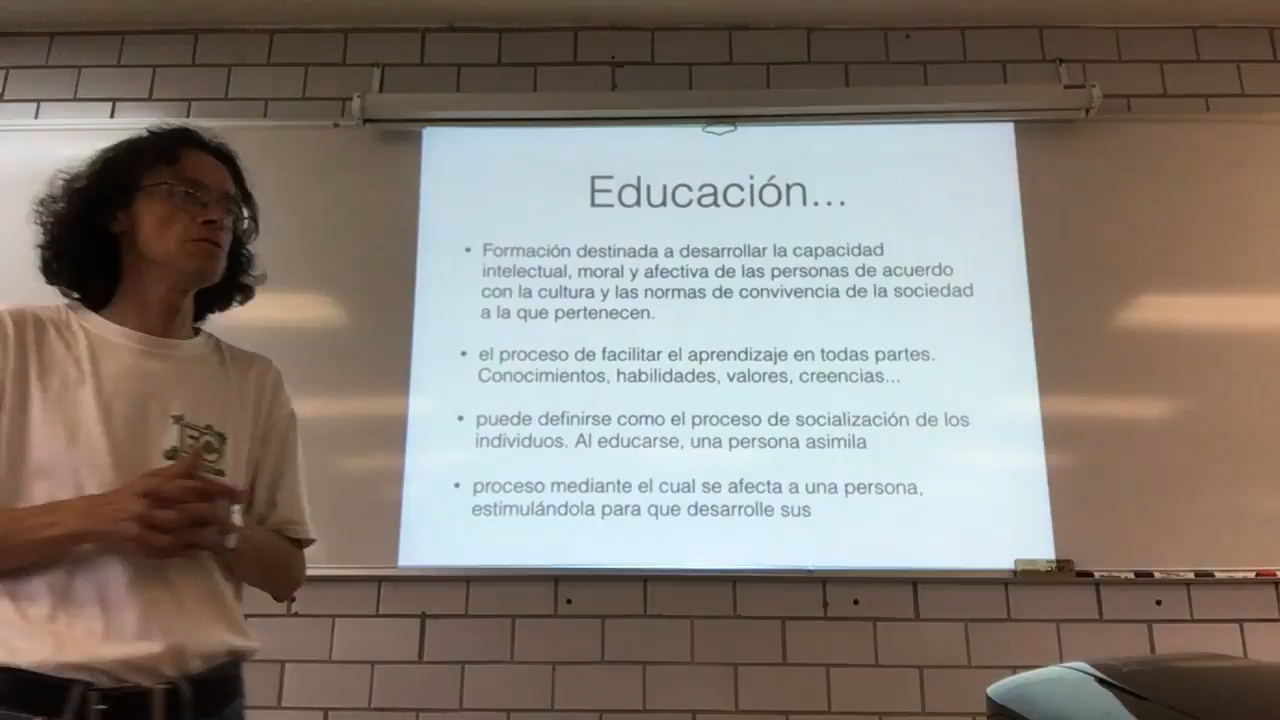 Educación...
• Formación destinada a desarrollar la capacidad
intelectual, moral y afectiva de las personas de acuerdo
con la cultura y las normas de convivencia de la sociedad
a la que pertenecen.
• el proceso de facilitar el aprendizaje en todas partes.
Conocimientos, habilidades, valores, creencias...
• puede definirse como el proceso de socialización de los
individuos. Al educarse, una persona asimila
• proceso mediante el cual se afecta a una persona,
estimulándola para que desarrolle sus